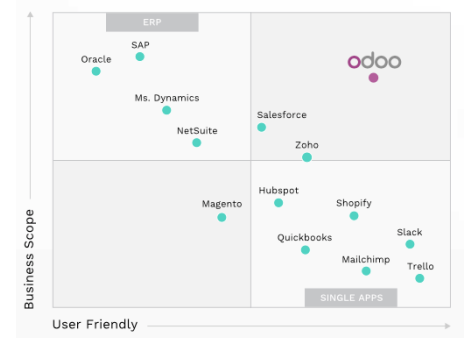 ERP
SAP
Oracle
odoo
Ms. Dynamics
Salesforce
NetSuite
Zoho
Hubspot
Magento
Shopify
Quickbooks
Slack
Mailchimp
Trello
SINGLE APPS
Business Scope
User Friendly